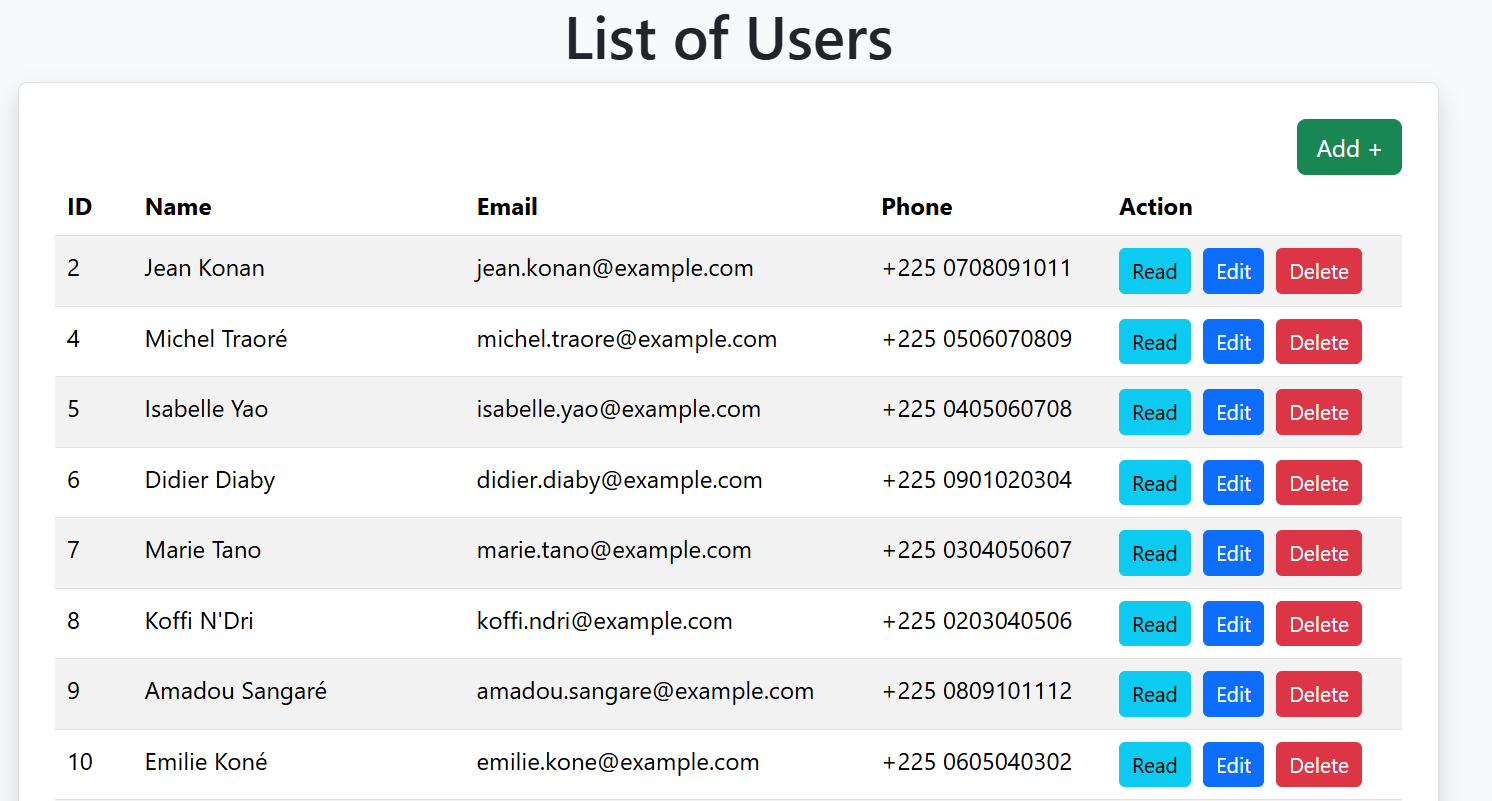 List of Users
Add +
ID Name Email Phone Action
2 Jean Konan jean.konan@example.com +225 0708091011 Read Edit Delete
4 Michel Traoré michel.traore@example.com +225 0506070809 Read Edit Delete
5 Isabelle Yao isabelle.yao@example.com +225 0405060708 Read Edit Delete
6 Didier Diaby didier.diaby@example.com +225 0901020304 Read Edit Delete
7 Marie Tano marie.tano@example.com +225 0304050607 Read Edit Delete
8 Koffi N'Dri koffi.ndri@example.com +225 0203040506 Read Edit Delete
9 Amadou Sangaré amadou.sangare@example.com +225 0809101112 Read Edit Delete
10 Emilie Koné emilie.kone@example.com +225 0605040302 Read Edit Delete